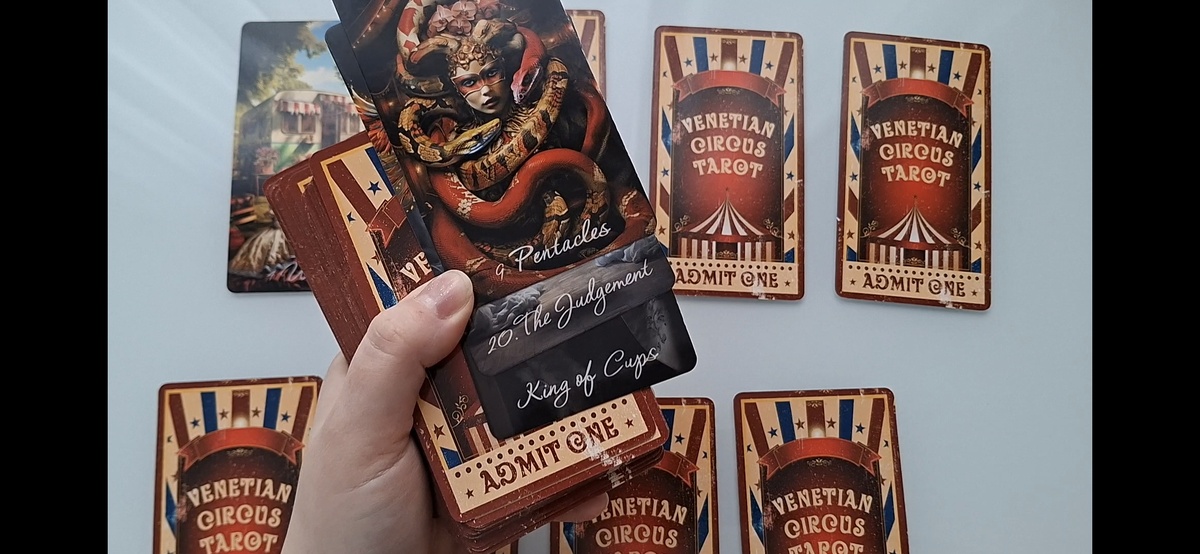 VENETIAN
CIRCUS
TAROT
ADMIT ONE
VENETIAN
CIRCUS
TAROT
ADMIT ONE
9 Pentacles
20. The Judgement
King of Cups
VE
ADMIT ONE
VENETIAN
CIRCUS
TAROT
VENETIAN
CIRCUS
TAROT
VENETIAN
CIRCUS
TAROT